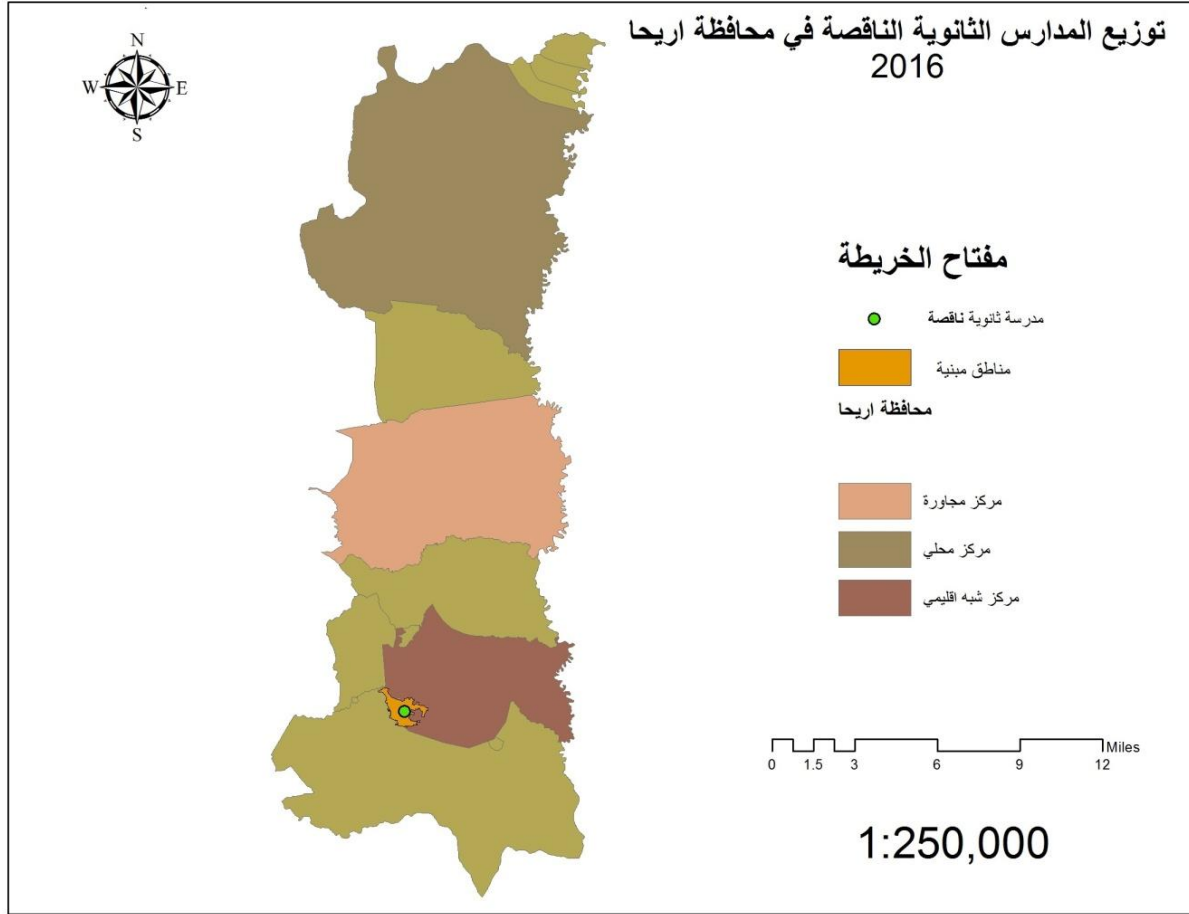 توزيع المدارس الثانوية الناقصة في محافظة اريحا
2016
N
W E
S
مفتاح الخريطة
مدرسة ثانوية ناقصة
مناطق مبنية
محافظة اريحا
مركز مجاورة
مركز محلي
مركز شبه اقليمي
Miles
0 1.5 3 6 9 12
1:250,000